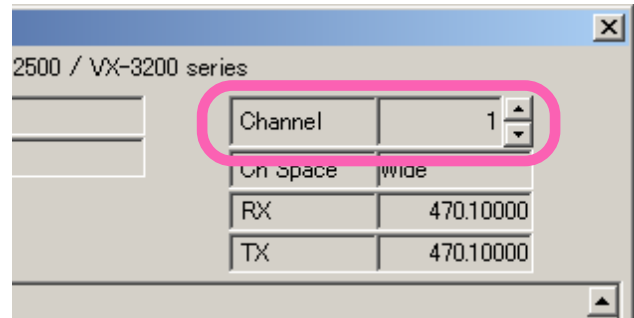 2500 / VX-3200 series
Channel 1
Ch Space Wide
RX 470.10000
TX 470.10000